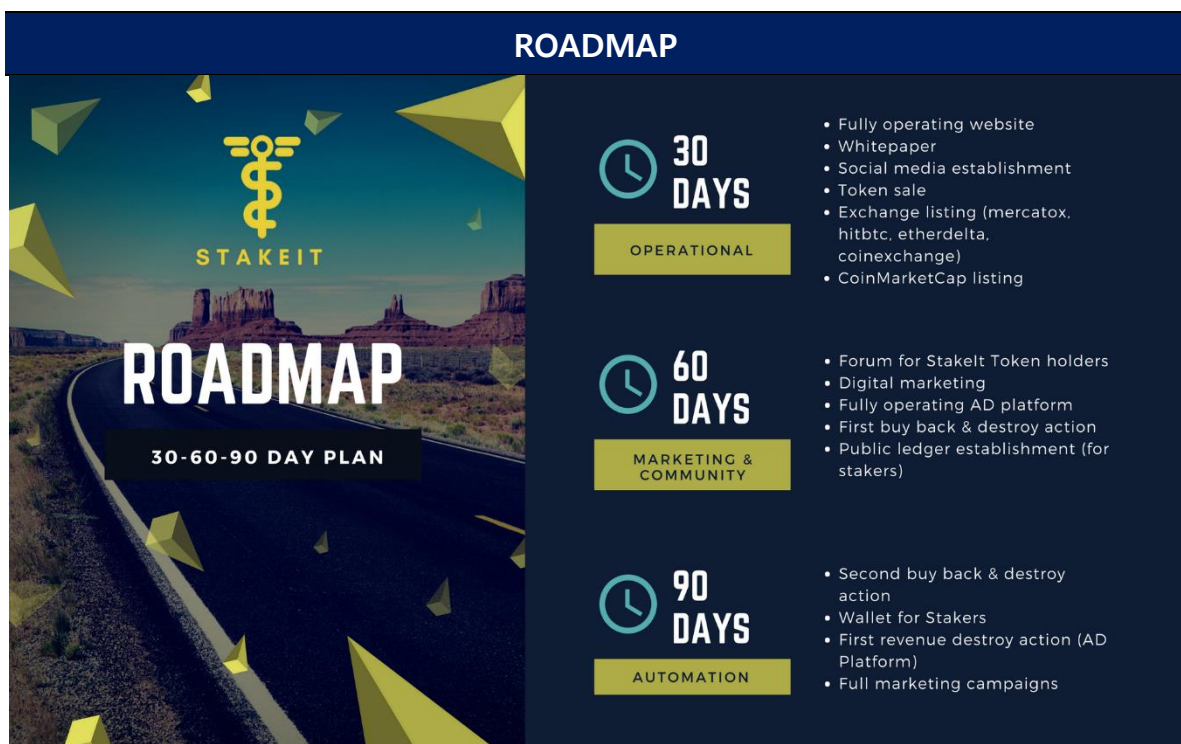 ROADMAP
STAKEIT
ROADMAP
30-60-90 DAY PLAN
30
DAYS
OPERATIONAL
• Fully operating website
• Whitepaper
• Social media establishment
• Token sale
• Exchange listing (mercatox,
hitbtc, etherdelta,
coinexchange)
• CoinMarketCap listing
60
DAYS
MARKETING &
COMMUNITY
• Forum for StakeIt Token holders
• Digital marketing
• Fully operating AD platform
• First buy back & destroy action
• Public ledger establishment (for
stakers)
90
DAYS
AUTOMATION
• Second buy back & destroy
action
• Wallet for Stakers
• First revenue destroy action (AD
Platform)
• Full marketing campaigns